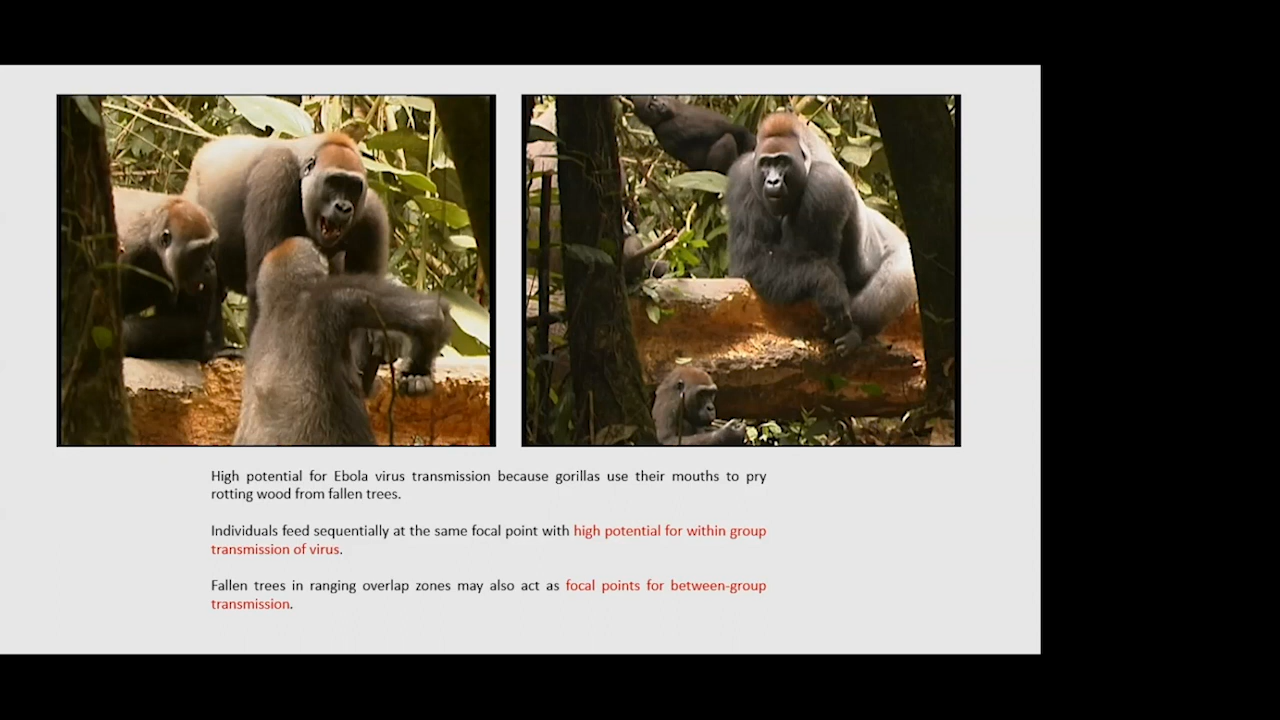 High potential for Ebola virus transmission because gorillas use their mouths to pry
rotting wood from fallen trees.
Individuals feed sequentially at the same focal point with high potential for within group
transmission of virus.
Fallen trees in ranging overlap zones may also act as focal points for between-group
transmission.